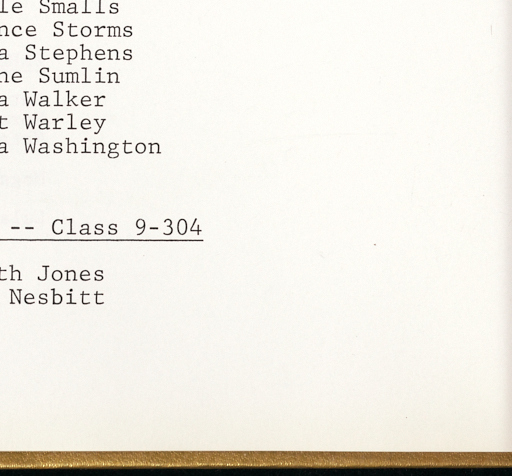 le Smalls
nce Storms
a Stephens
ne Sumlin
a Walker
t Warley
a Washington
-- Class 9-304
th Jones
Nesbitt